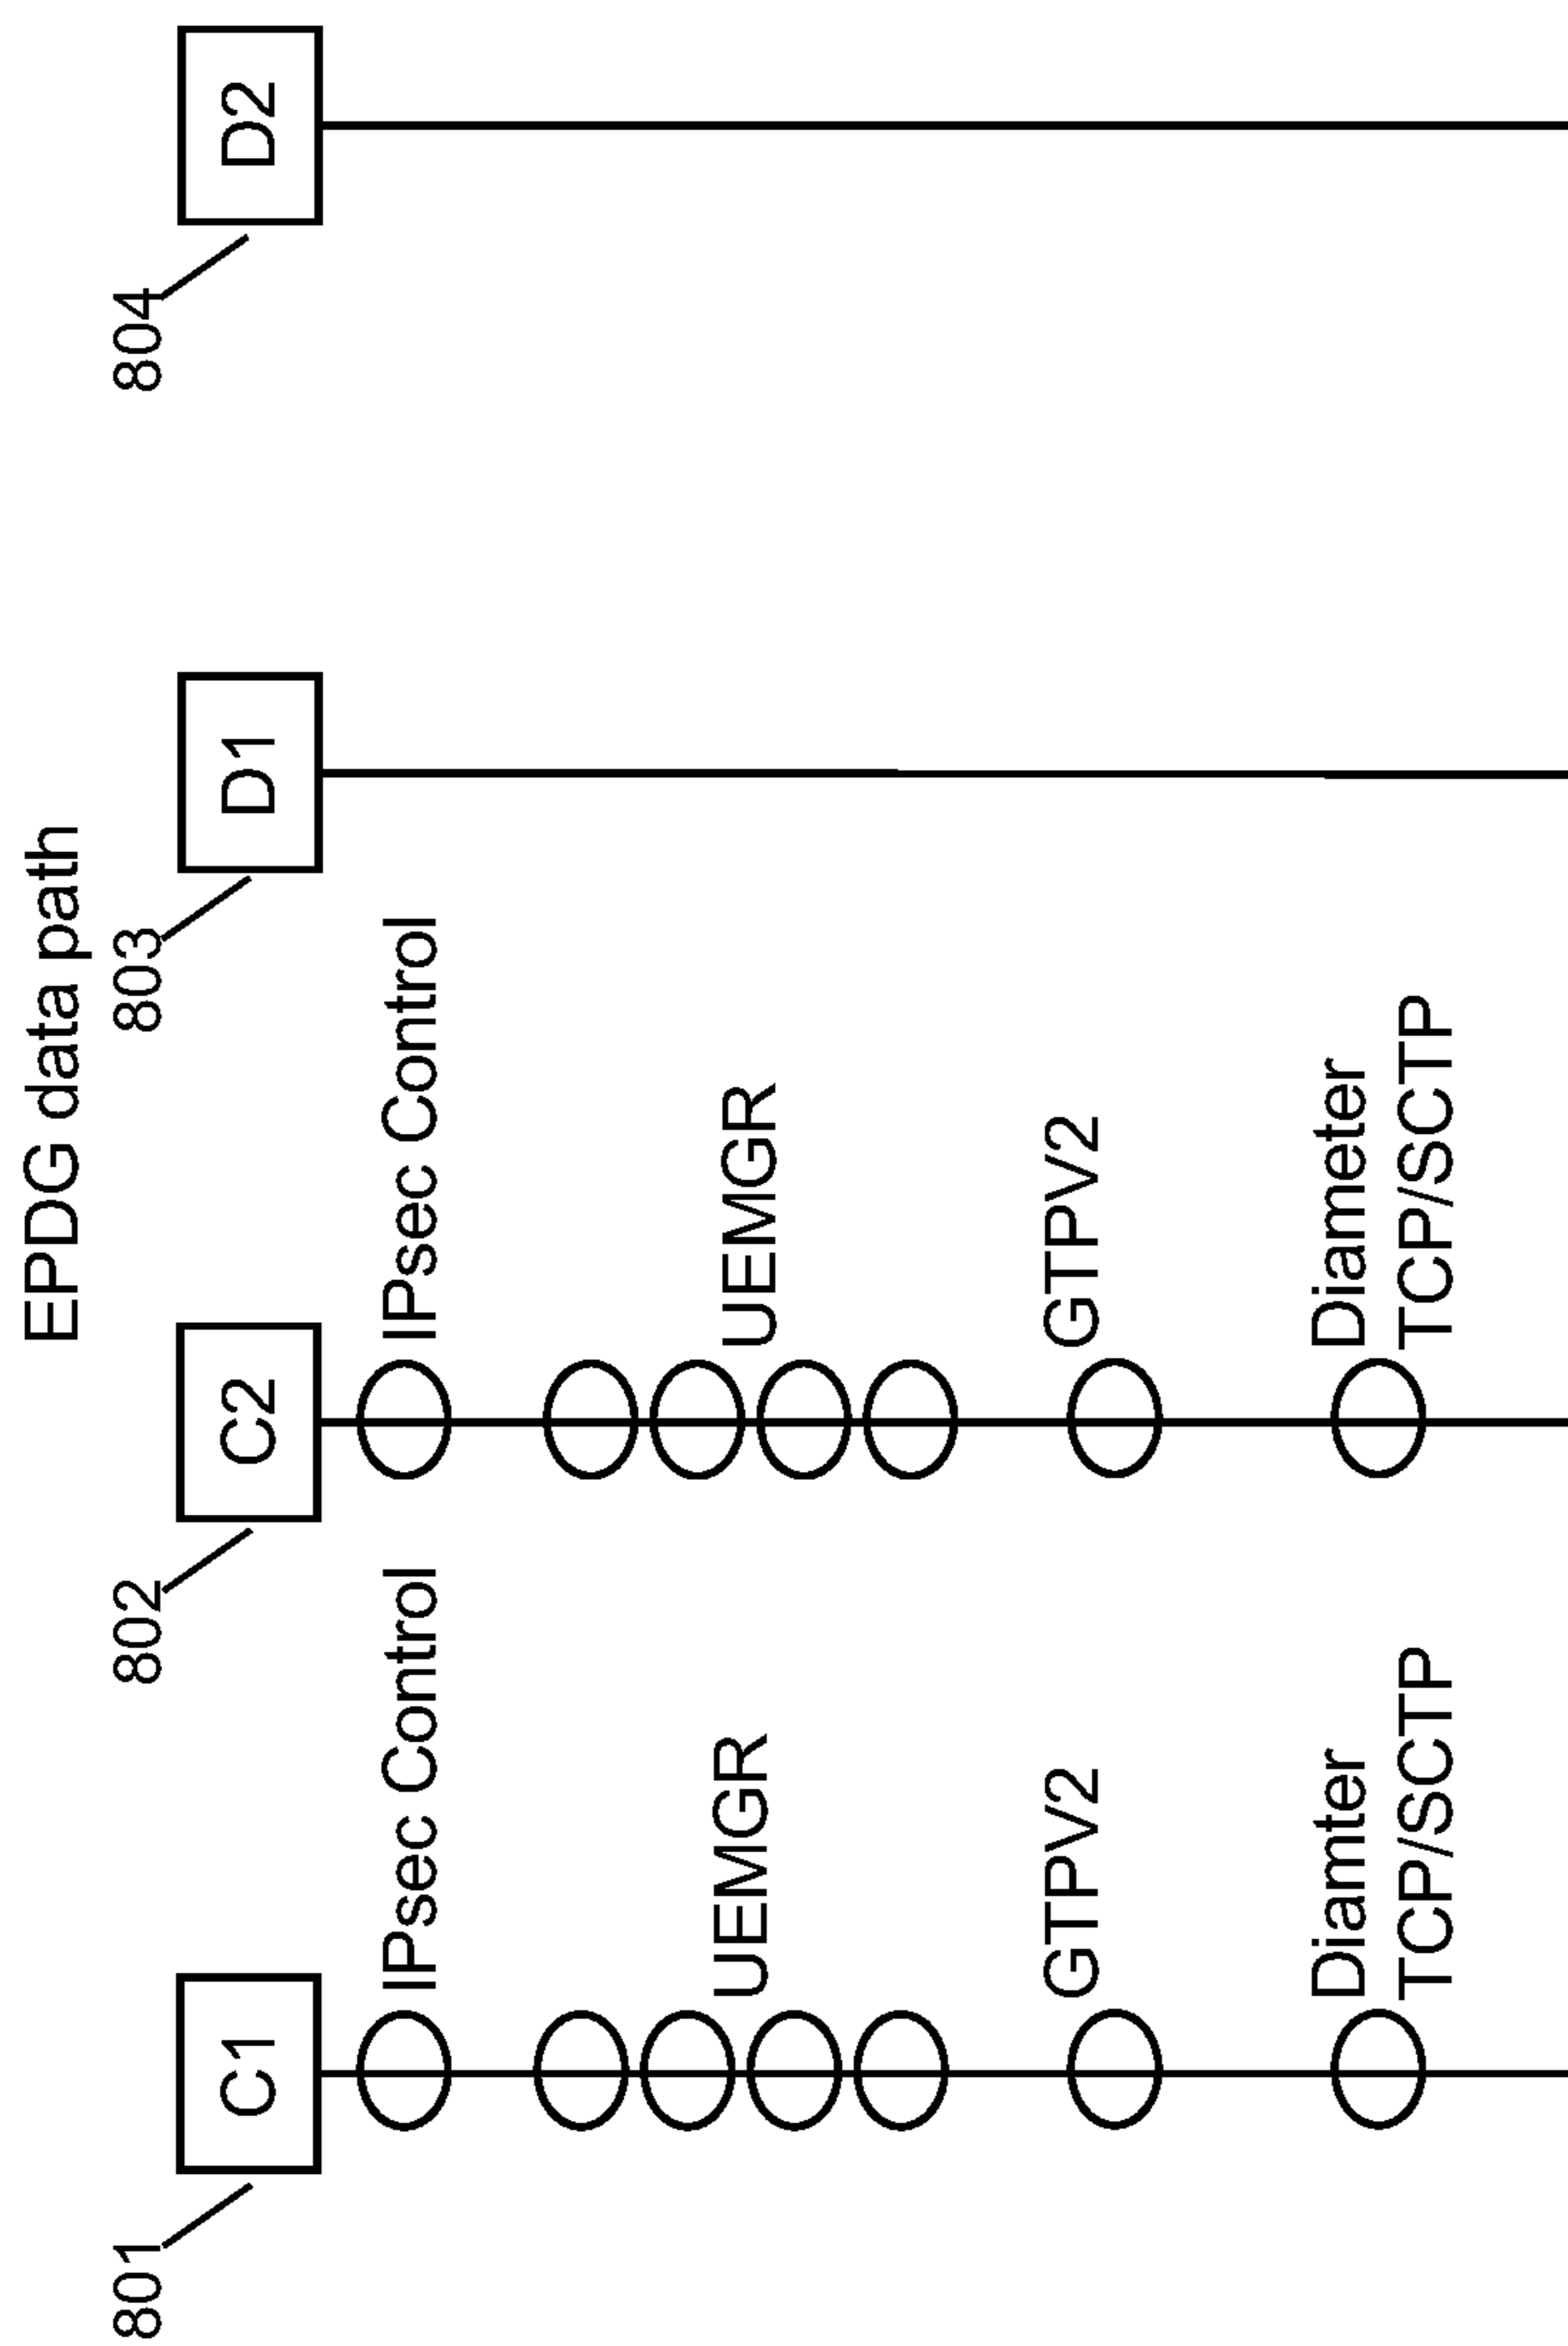 EPDG data path
801
802
803
804
C1
C2
D1
D2
IPsec Control
IPsec Control
UEMGR
UEMGR
GTPV2
GTPV2
Diamter
TCP/SCTP
Diameter
TCP/SCTP